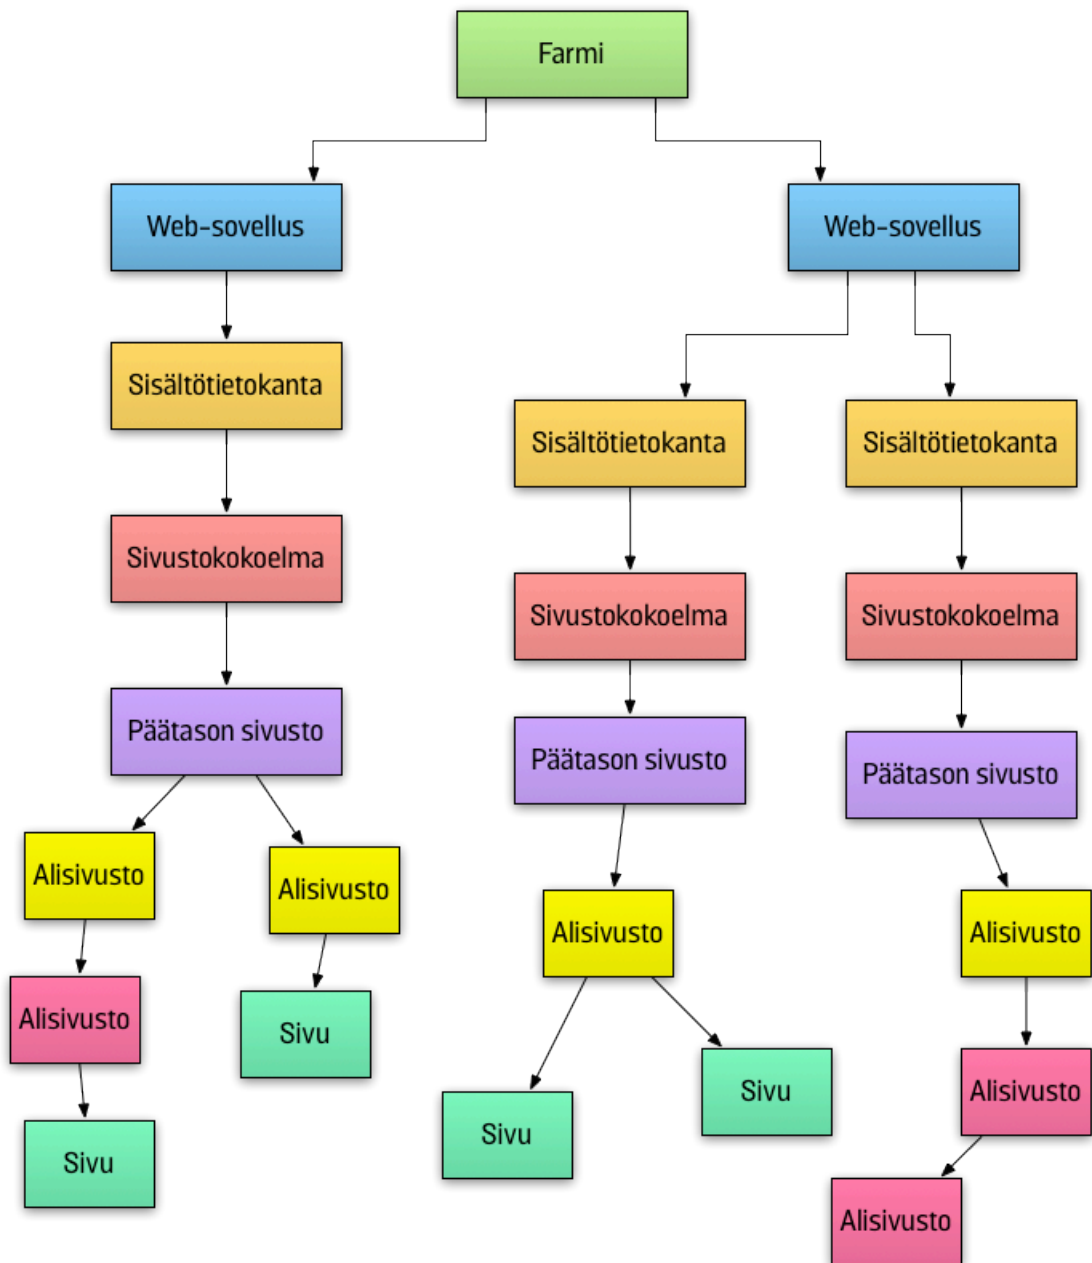 Farmi
Web-sovellus
Web-sovellus
Sisältötietokanta
Sisältötietokanta
Sisältötietokanta
Sivustokokoelma
Sivustokokoelma
Sivustokokoelma
Päätason sivusto
Päätason sivusto
Päätason sivusto
Alisivusto
Alisivusto
Alisivusto
Alisivusto
Alisivusto
Sivu
Sivu
Sivu
Alisivusto
Sivu
Alisivusto